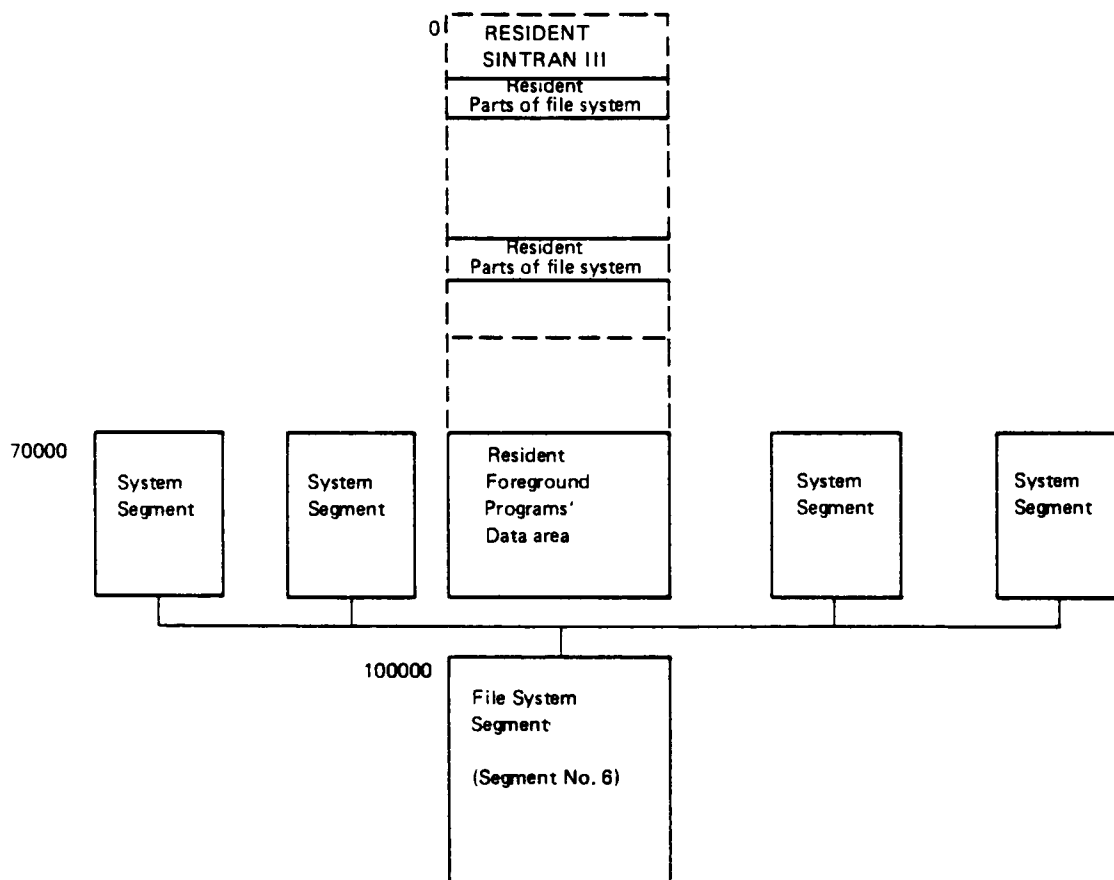 0
RESIDENT
SINTRAN III
Resident
Parts of file system
Resident
Parts of file system
70000
System
Segment
System
Segment
Resident
Foreground
Programs'
Data area
System
Segment
System
Segment
100000
File System
Segment
(Segment No. 6)